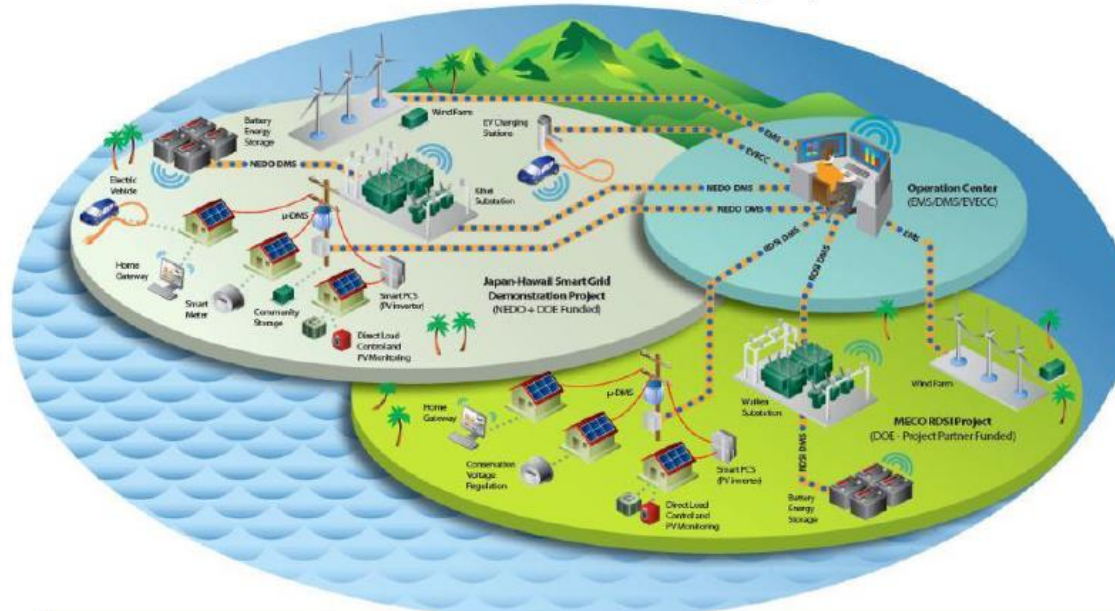 Battery
Energy
Storage
Wind Farm
EV Charging
Stations
EMS
EVECC
NEDO DMS
Electric
Vehicle
Kihei
Substation
NEDO DMS
NEDO DMS
Operation Center
(EMS/DMS/EVECC)
μ-DMS
RDSI DMS
RDSI DMS
EMS
Home
Gateway
Smart
Meter
Community
Storage
Smart PCS
(PV inverter)
Japan-Hawaii Smart Grid
Demonstration Project
(NEDO + DOE Funded)
Direct Load
Control and
PV Monitoring
Home
Gateway
μ-DMS
Substation
Wind Farm
MECO RDSI Project
(DOE - Project Partner Funded)
Conservation
Voltage
Regulation
Smart PCS
(PV inverter)
RDSI DMS
Direct Load
Control and
PV Monitoring
Battery
Energy
Storage